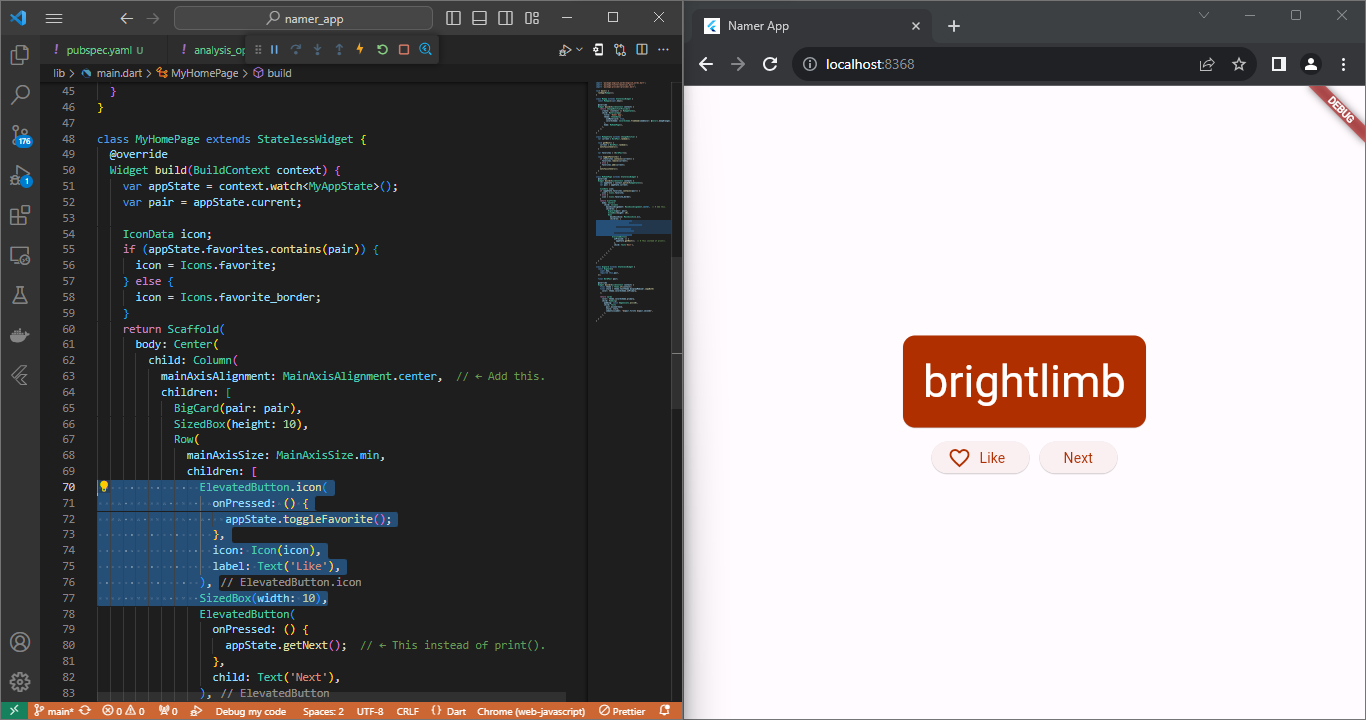 namer_app
pubspec.yaml U
analysis_op
lib > main.dart > MyHomePage > build
45 }
46 }
47
48 class MyHomePage extends StatelessWidget {
49 @override
50 Widget build(BuildContext context) {
51 var appState = context.watch<MyAppState>();
52 var pair = appState.current;
53
54 IconData icon;
55 if (appState.favorites.contains(pair)) {
56 icon = Icons.favorite;
57 } else {
58 icon = Icons.favorite_border;
59 }
60 return Scaffold(
61 body: Center(
62 child: Column(
63 mainAxisAlignment: MainAxisAlignment.center, // ← Add this.
64 children: [
65 BigCard(pair: pair),
66 SizedBox(height: 10),
67 Row(
68 mainAxisSize: MainAxisSize.min,
69 children: [
70 ElevatedButton.icon(
71 onPressed: () {
72 appState.toggleFavorite();
73 },
74 icon: Icon(icon),
75 label: Text('Like'),
76 ), // ElevatedButton.icon
77 SizedBox(width: 10),
78 ElevatedButton(
79 onPressed: () {
80 appState.getNext(); // ← This instead of print().
81 },
82 child: Text('Next'),
83 ), // ElevatedButton
176
1
main* 0 0 0 Debug my code Spaces: 2 UTF-8 CRLF {} Dart Chrome (web-javascript) Prettier
Namer App
localhost:8368
DEBUG
brightlimb
Like
Next